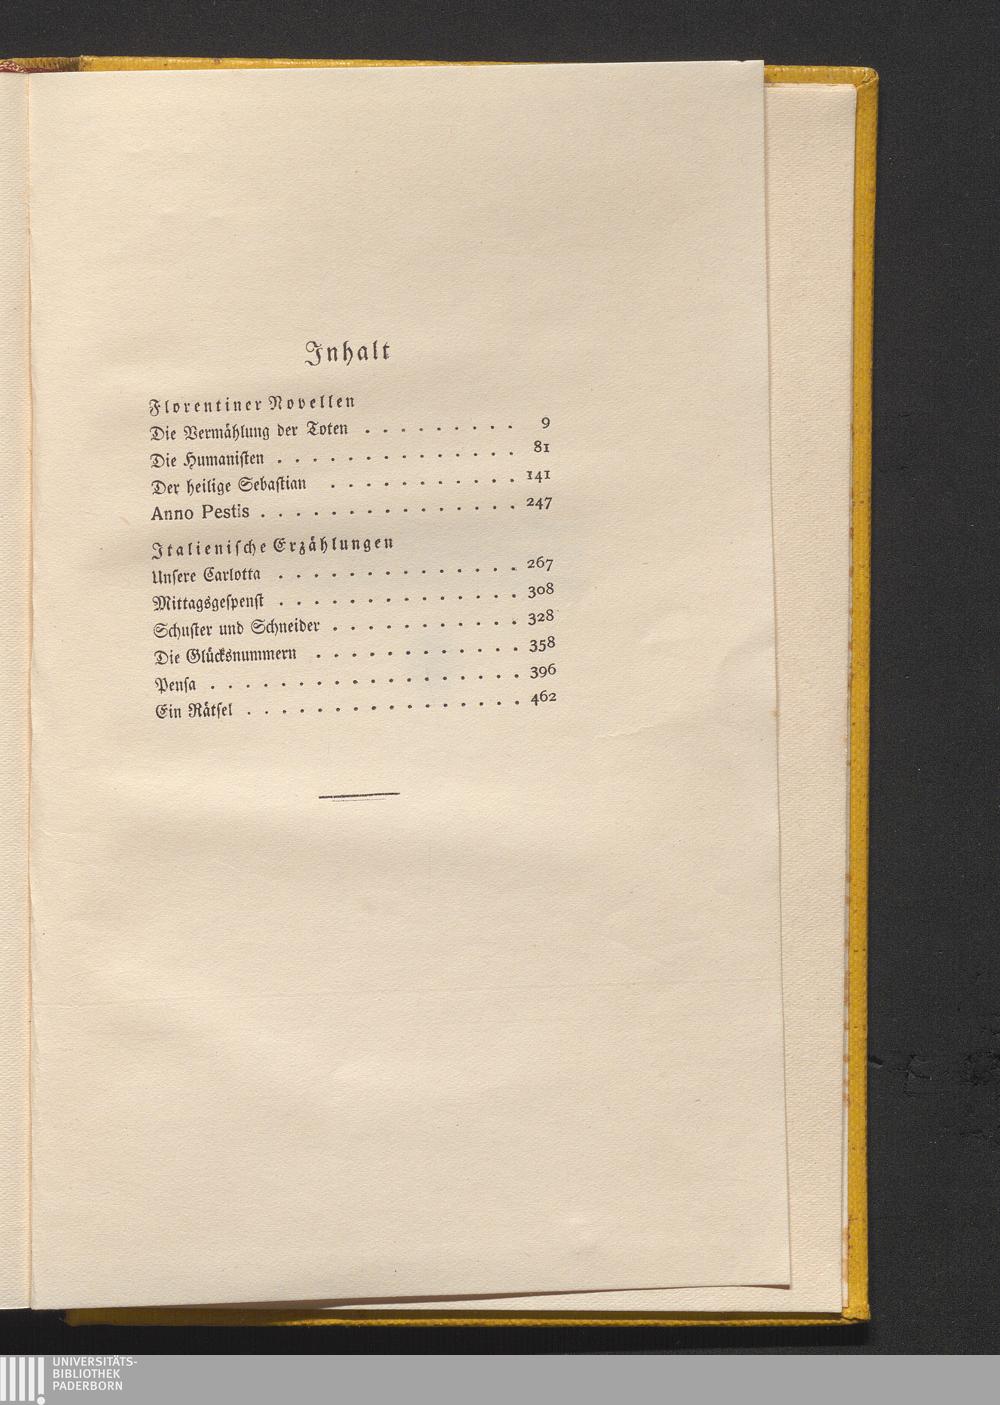 Inhalt
Florentiner Novellen
Die Vermählung der Toten . . . . . . . . . 9
Die Humaniſten . . . . . . . . . . . . . . 81
Der heilige Sebaſtian . . . . . . . . . . . 141
Anno Pestis . . . . . . . . . . . . . . . 247
Italieniſche Erzählungen
Unſere Carlotta . . . . . . . . . . . . . . 267
Mittagsgeſpenſt . . . . . . . . . . . . . . 308
Schuſter und Schneider . . . . . . . . . . . 328
Die Glücksnummern . . . . . . . . . . . . 358
Penſa . . . . . . . . . . . . . . . . . . 396
Ein Rätſel . . . . . . . . . . . . . . . . 462
UNIVERSITÄTS-
BIBLIOTHEK
PADERBORN